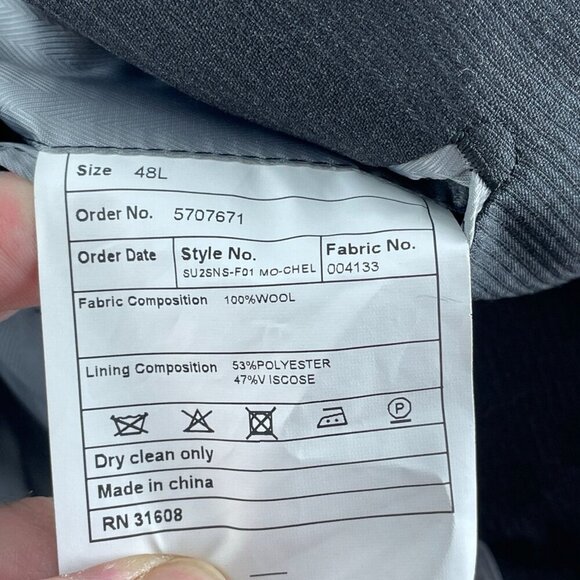 Size 48L
Order No. 5707671
Order Date Style No. Fabric No.
SU2SNS-F01 MO-CHEL 004133
Fabric Composition 100%WOOL
Lining Composition 53%POLYESTER
47%VISCOSE
P
Dry clean only
Made in china
RN 31608